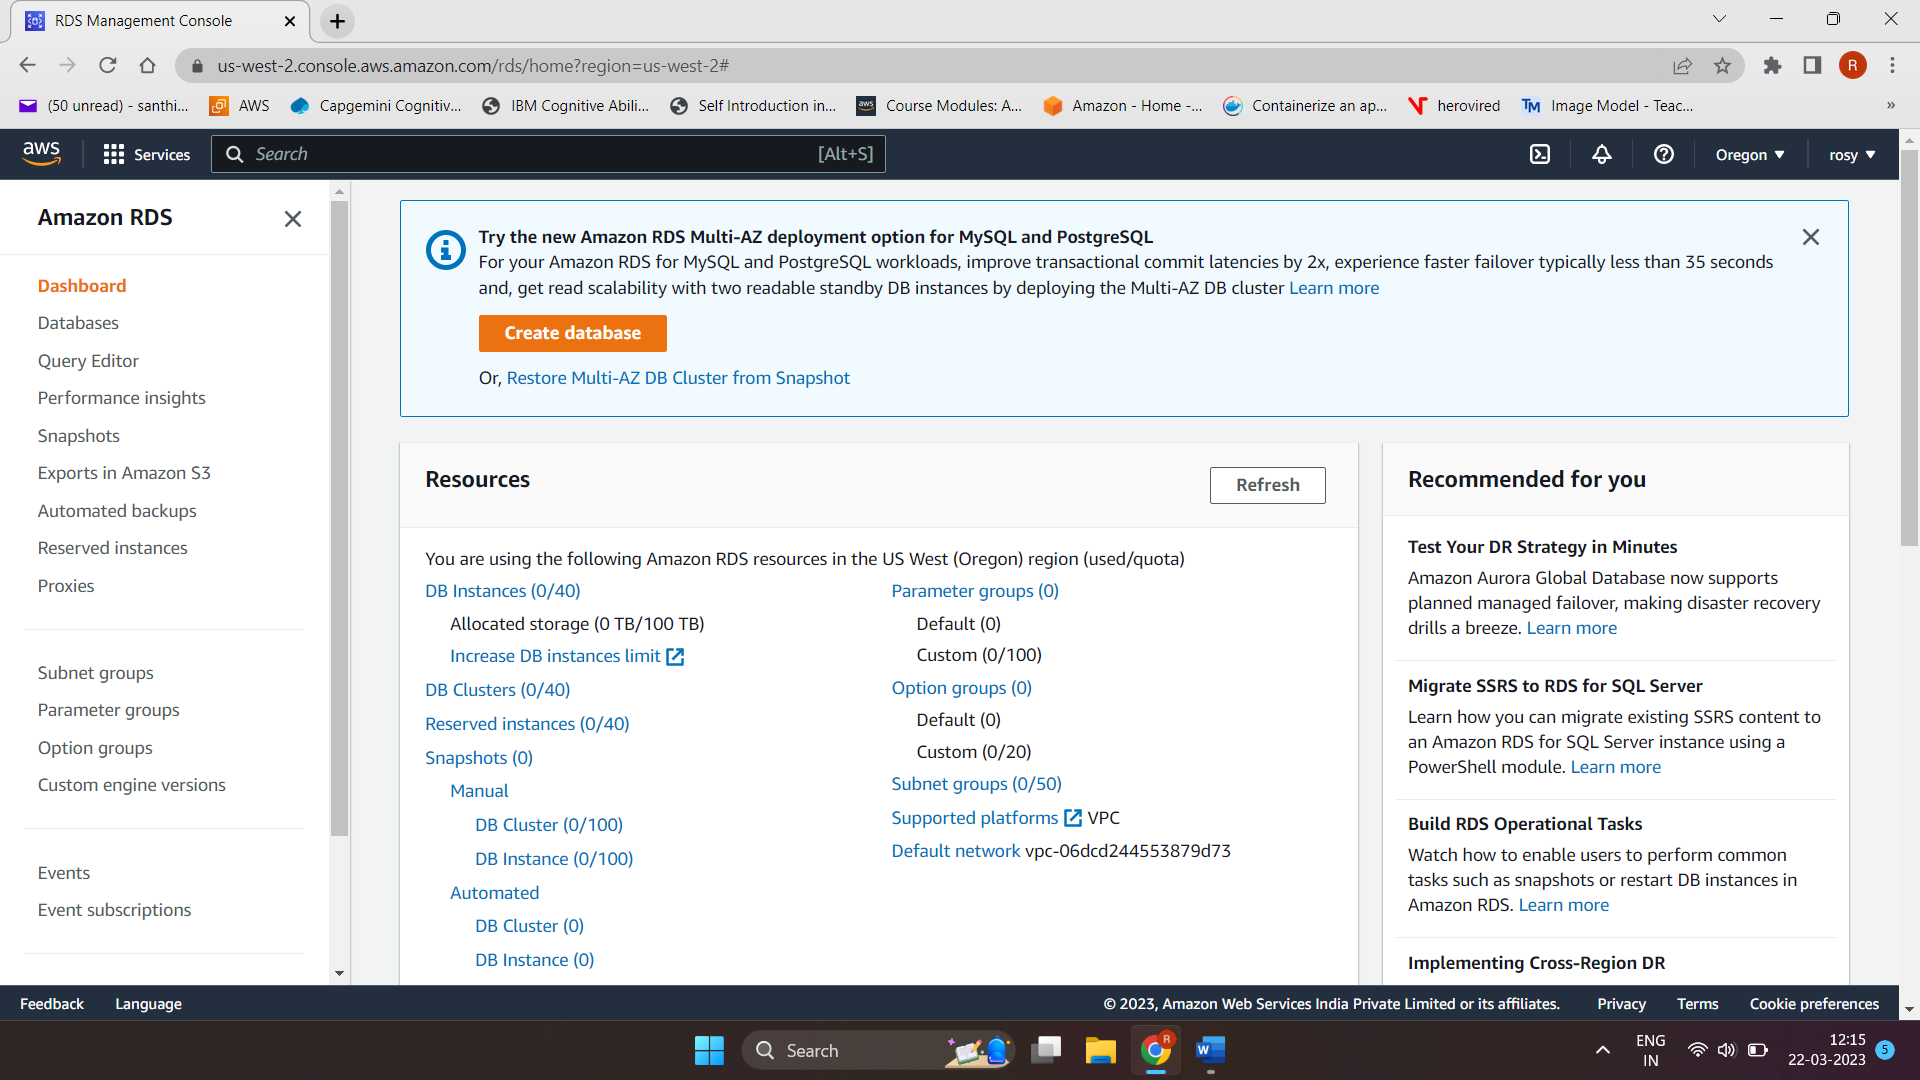 RDS Management Console
us-west-2.console.aws.amazon.com/rds/home?region=us-west-2#
R
(50 unread) - santhi...
AWS
Capgemini Cognitiv...
IBM Cognitive Abili...
Self Introduction in...
aws
Course Modules: A...
Amazon - Home -...
Containerize an ap...
herovired
TM
Image Model - Teac...
»
aws
Services
Search
[Alt+S]
Oregon
rosy
Amazon RDS
Dashboard
Databases
Query Editor
Performance insights
Snapshots
Exports in Amazon S3
Automated backups
Reserved instances
Proxies
Subnet groups
Parameter groups
Option groups
Custom engine versions
Events
Event subscriptions
Try the new Amazon RDS Multi-AZ deployment option for MySQL and PostgreSQL
For your Amazon RDS for MySQL and PostgreSQL workloads, improve transactional commit latencies by 2x, experience faster failover typically less than 35 seconds
and, get read scalability with two readable standby DB instances by deploying the Multi-AZ DB cluster Learn more
Create database
Or, Restore Multi-AZ DB Cluster from Snapshot
Resources
Refresh
You are using the following Amazon RDS resources in the US West (Oregon) region (used/quota)
DB Instances (0/40)
Allocated storage (0 TB/100 TB)
Increase DB instances limit
DB Clusters (0/40)
Reserved instances (0/40)
Snapshots (0)
Manual
DB Cluster (0/100)
DB Instance (0/100)
Automated
DB Cluster (0)
DB Instance (0)
Parameter groups (0)
Default (0)
Custom (0/100)
Option groups (0)
Default (0)
Custom (0/20)
Subnet groups (0/50)
Supported platforms VPC
Default network vpc-06dcd244553879d73
Recommended for you
Test Your DR Strategy in Minutes
Amazon Aurora Global Database now supports
planned managed failover, making disaster recovery
drills a breeze. Learn more
Migrate SSRS to RDS for SQL Server
Learn how you can migrate existing SSRS content to
an Amazon RDS for SQL Server instance using a
PowerShell module. Learn more
Build RDS Operational Tasks
Watch how to enable users to perform common
tasks such as snapshots or restart DB instances in
Amazon RDS. Learn more
Implementing Cross-Region DR
Feedback
Language
© 2023, Amazon Web Services India Private Limited or its affiliates.
Privacy
Terms
Cookie preferences
Search
R
W
ENG
IN
12:15
22-03-2023
5